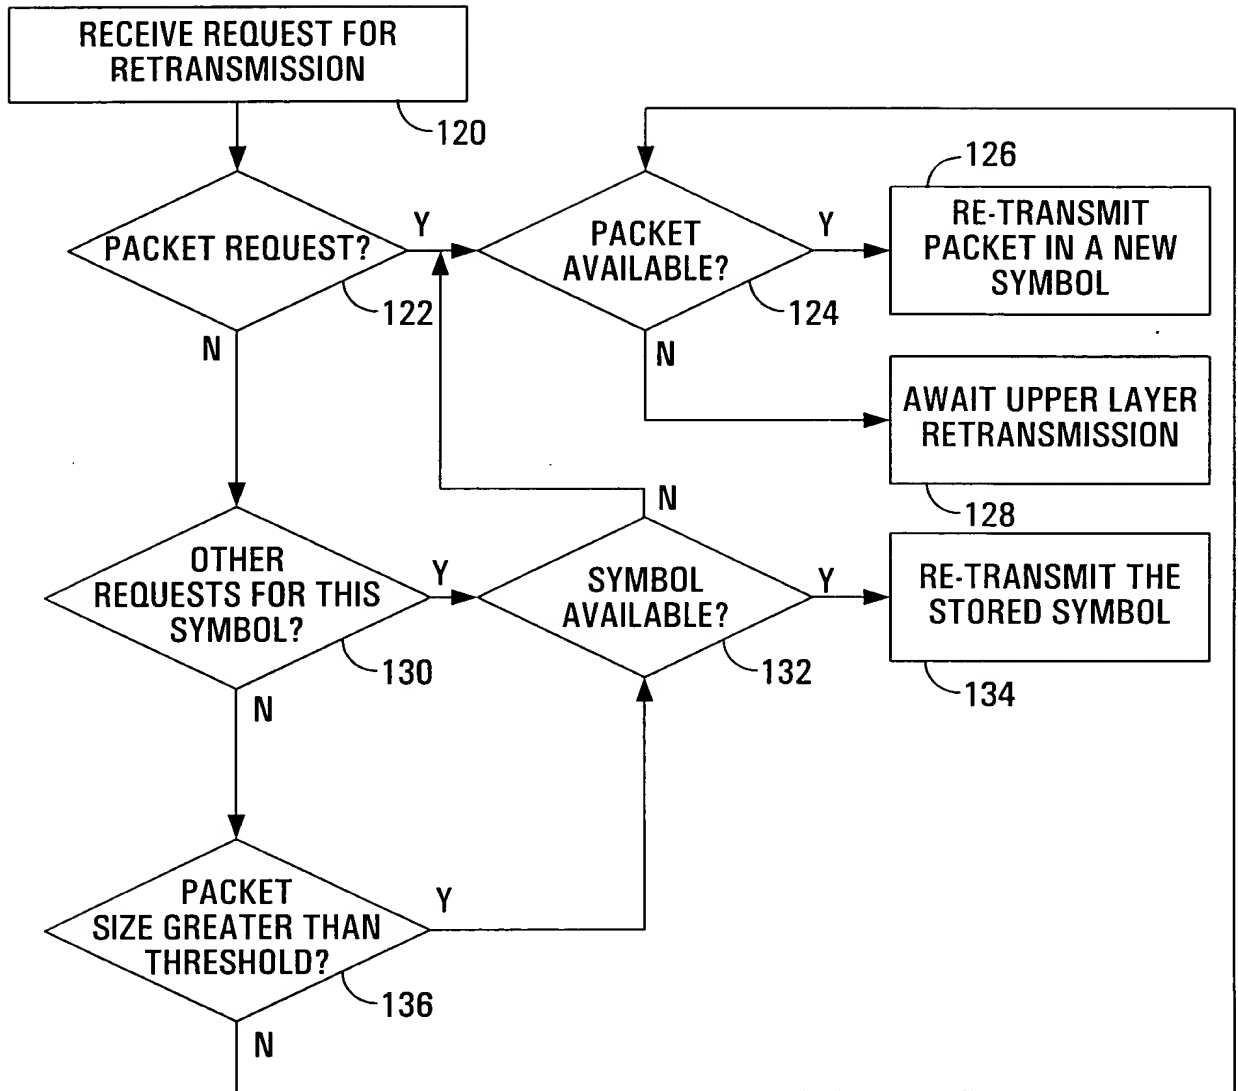 RECEIVE REQUEST FOR
RETRANSMISSION
120
PACKET REQUEST?
122
Y
N
PACKET
AVAILABLE?
124
Y
N
126
RE-TRANSMIT
PACKET IN A NEW
SYMBOL
AWAIT UPPER LAYER
RETRANSMISSION
128
OTHER
REQUESTS FOR THIS
SYMBOL?
130
Y
N
SYMBOL
AVAILABLE?
132
N
Y
RE-TRANSMIT THE
STORED SYMBOL
134
PACKET
SIZE GREATER THAN
THRESHOLD?
136
Y
N